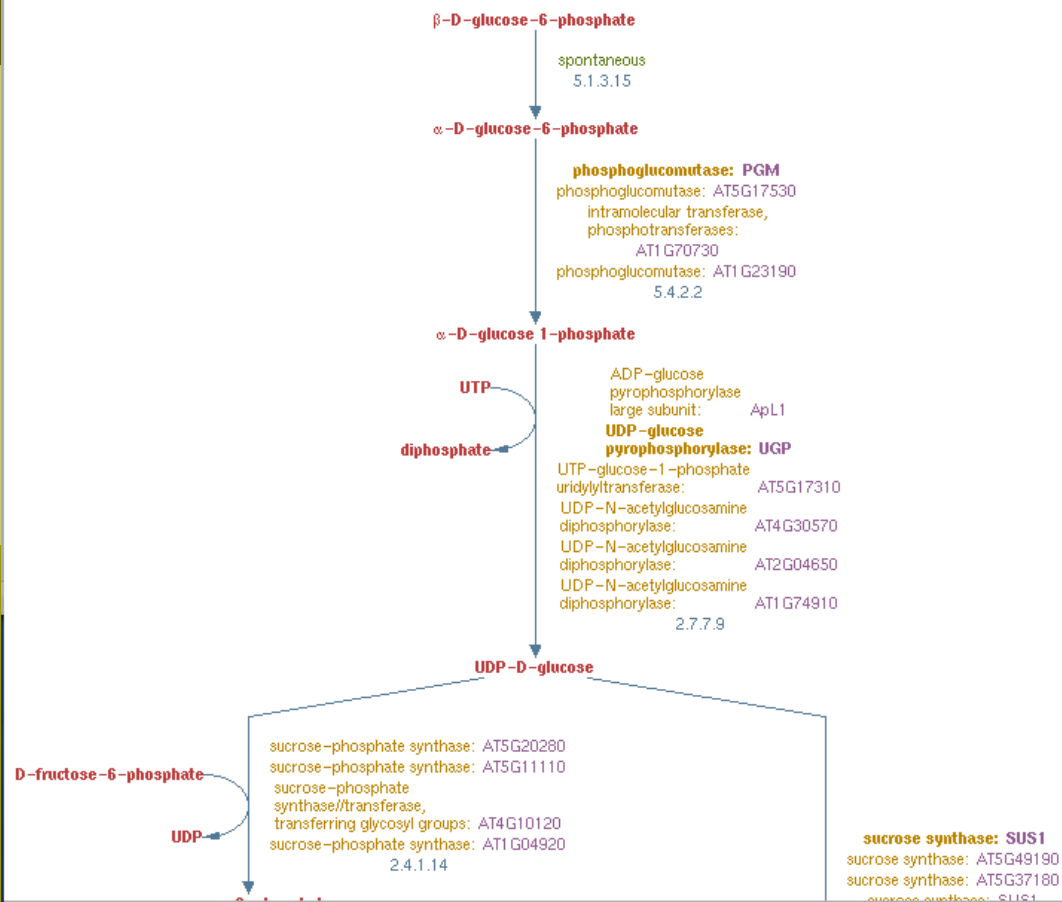 β-D-glucose-6-phosphate
spontaneous
5.1.3.15
α-D-glucose-6-phosphate
phosphoglucomutase: PGM
phosphoglucomutase: AT5G17530
intramolecular transferase,
phosphotransferases:
AT1G70730
phosphoglucomutase: AT1G23190
5.4.2.2
α-D-glucose 1-phosphate
UTP
diphosphate
ADP-glucose
pyrophosphorylase
large subunit: ApL1
UDP-glucose
pyrophosphorylase: UGP
UTP-glucose-1-phosphate
uridylyltransferase: AT5G17310
UDP-N-acetylglucosamine
diphosphorylase: AT4G30570
UDP-N-acetylglucosamine
diphosphorylase: AT2G04650
UDP-N-acetylglucosamine
diphosphorylase: AT1G74910
2.7.7.9
UDP-D-glucose
D-fructose-6-phosphate
UDP
sucrose-phosphate synthase: AT5G20280
sucrose-phosphate synthase: AT5G11110
sucrose-phosphate
synthase//transferase,
transferring glycosyl groups: AT4G10120
sucrose-phosphate synthase: AT1G04920
2.4.1.14
sucrose synthase: SUS1
sucrose synthase: AT5G49190
sucrose synthase: AT5G37180
sucrose synthase: SUS1